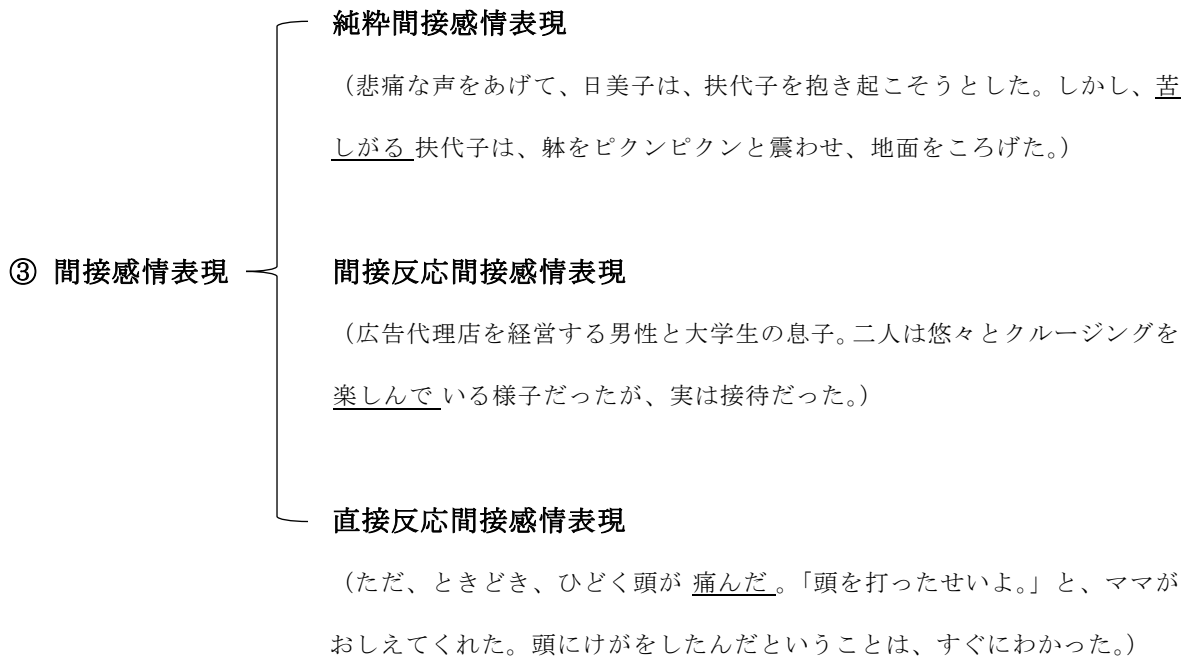 純粋間接感情表現
（悲痛な声をあげて、日美子は、扶代子を抱き起こそうとした。しかし、苦
しがる 扶代子は、躰をピクンピクンと震わせ、地面をころげた。）
③ 間接感情表現
間接反応間接感情表現
（広告代理店を経営する男性と大学生の息子。二人は悠々とクルージングを
楽しんで いる様子だったが、実は接待だった。）
直接反応間接感情表現
（ただ、ときどき、ひどく頭が 痛んだ 。「頭を打ったせいよ。」と、ママが
おしえてくれた。頭にけがをしたんだということは、すぐにわかった。）